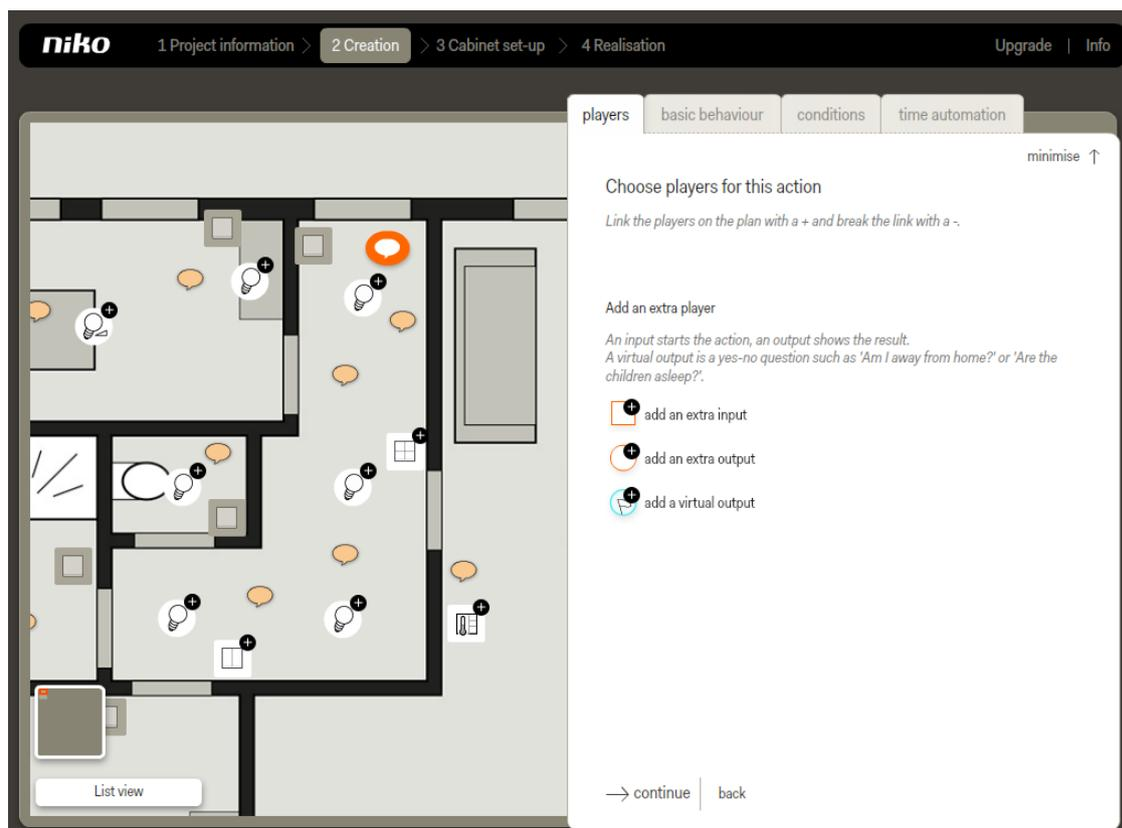 niko 1 Project information 2 Creation 3 Cabinet set-up 4 Realisation Upgrade | Info
players basic behaviour conditions time automation
minimise ↑
Choose players for this action
Link the players on the plan with a + and break the link with a -.
Add an extra player
An input starts the action, an output shows the result.
A virtual output is a yes-no question such as 'Am I away from home?' or 'Are the
children asleep?'.
add an extra input
add an extra output
add a virtual output
List view
→ continue back